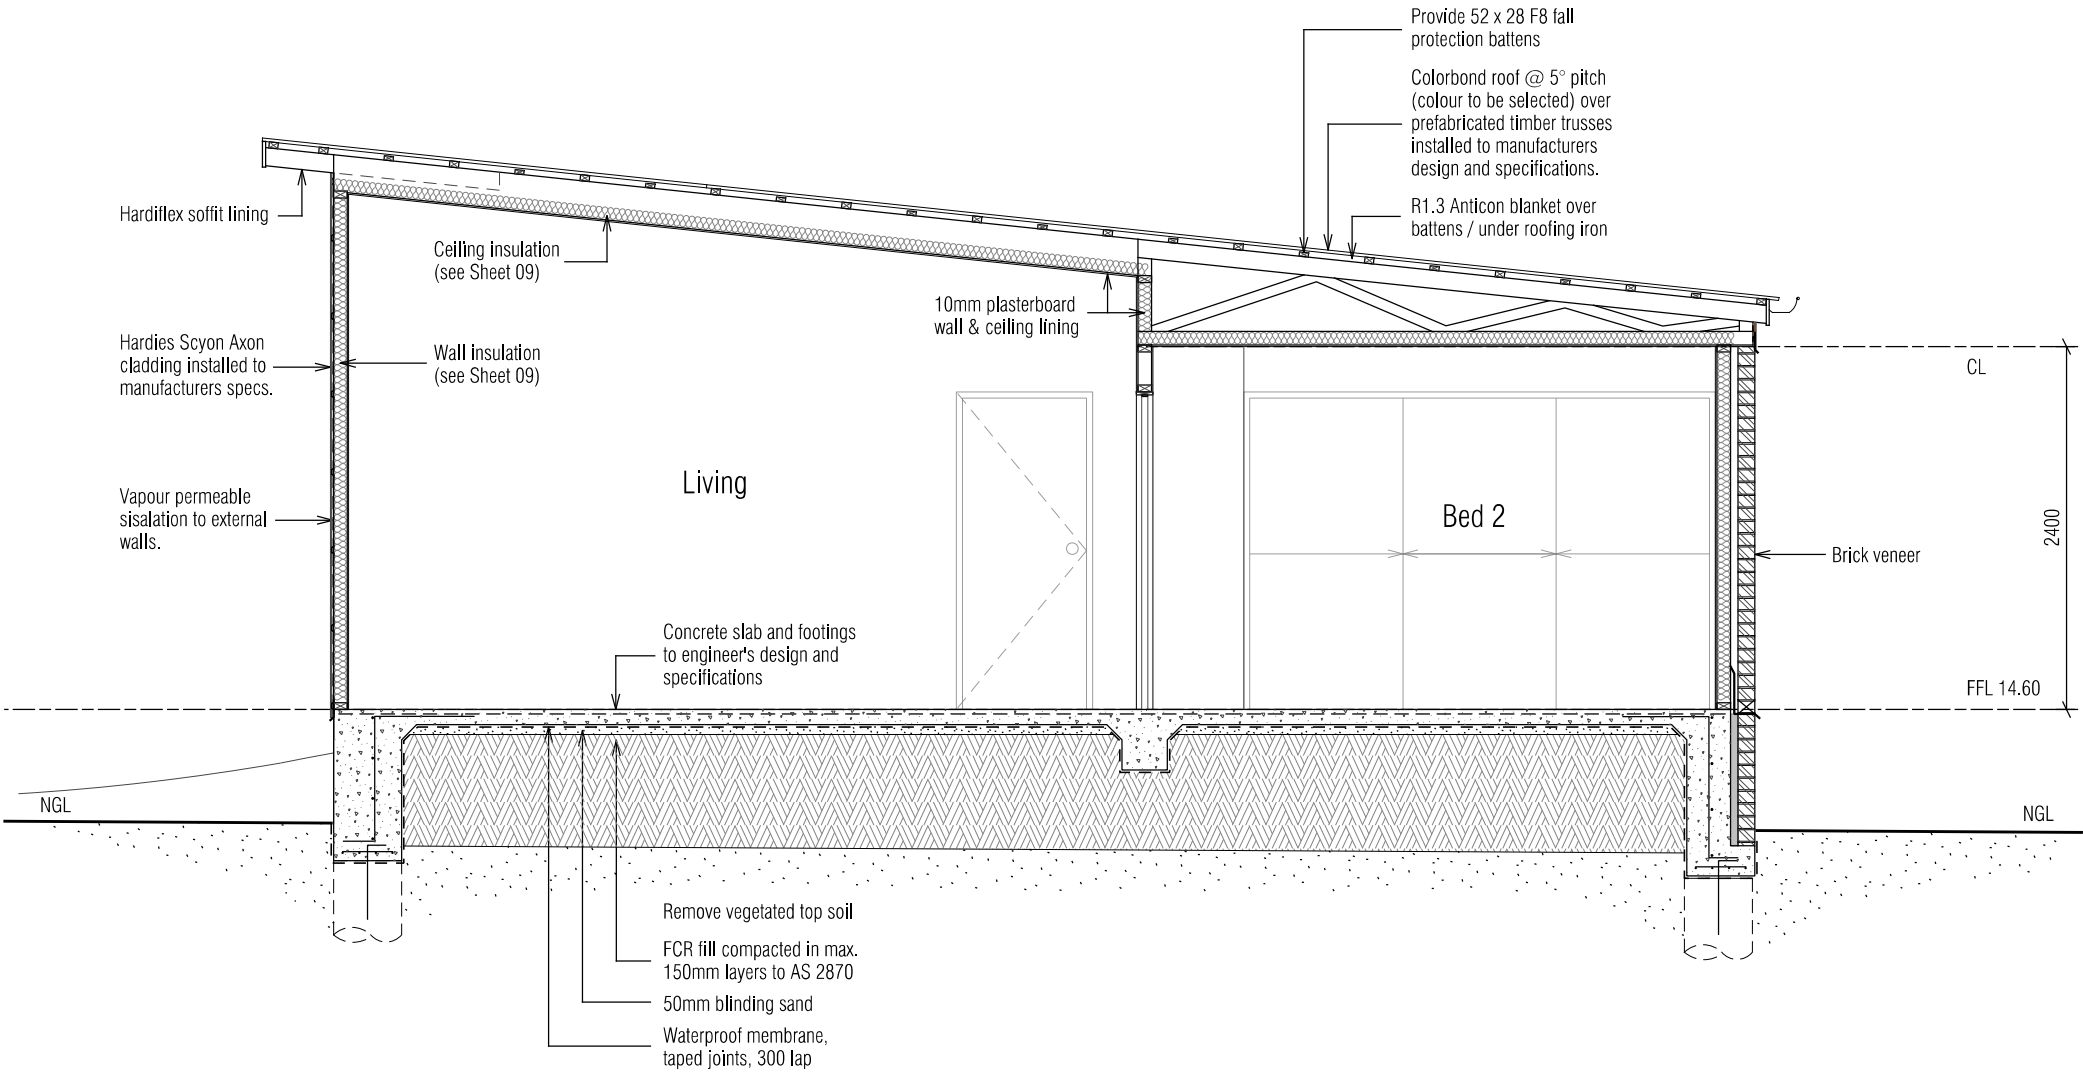 Provide 52 x 28 F8 fall
protection battens
Colorbond roof @ 5° pitch
(colour to be selected) over
prefabricated timber trusses
installed to manufacturers
design and specifications.
R1.3 Anticon blanket over
battens / under roofing iron
Hardiflex soffit lining
Ceiling insulation
(see Sheet 09)
10mm plasterboard
wall & ceiling lining
Hardies Scyon Axon
cladding installed to
manufacturers specs.
Wall insulation
(see Sheet 09)
CL
Living
Bed 2
Vapour permeable
sisalation to external
walls.
2400
Brick veneer
Concrete slab and footings
to engineer's design and
specifications
FFL 14.60
NGL
NGL
Remove vegetated top soil
FCR fill compacted in max.
150mm layers to AS 2870
50mm blinding sand
Waterproof membrane,
taped joints, 300 lap